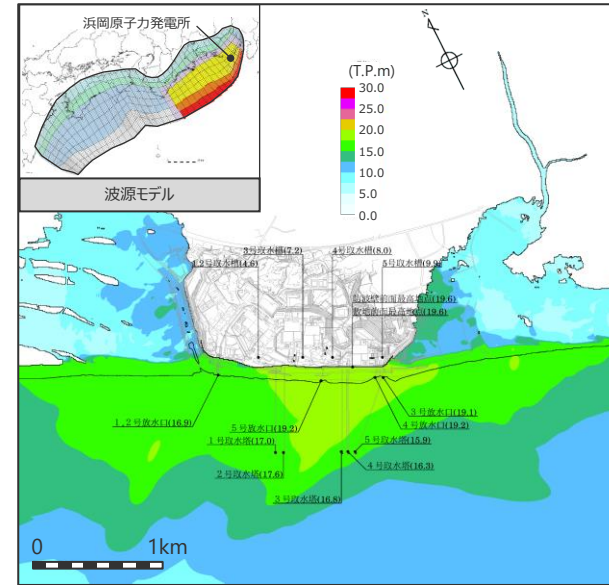 浜岡原子力発電所
波源モデル
N
(T.P.m)
30.0
25.0
20.0
15.0
10.0
5.0
0.0
3号取水槽(7.2)
4号取水槽(8.0)
1,2号取水槽(4.6)
5号取水槽(9.9)
防波壁前面最高地点(19.6)
敷地前面最高地点(19.6)
1,2号放水口(16.9)
5号放水口(19.2)
3号放水口(19.1)
4号放水口(19.2)
1号取水塔(17.0)
5号取水塔(15.9)
2号取水塔(17.6)
4号取水塔(16.3)
3号取水塔(16.8)
0 1km